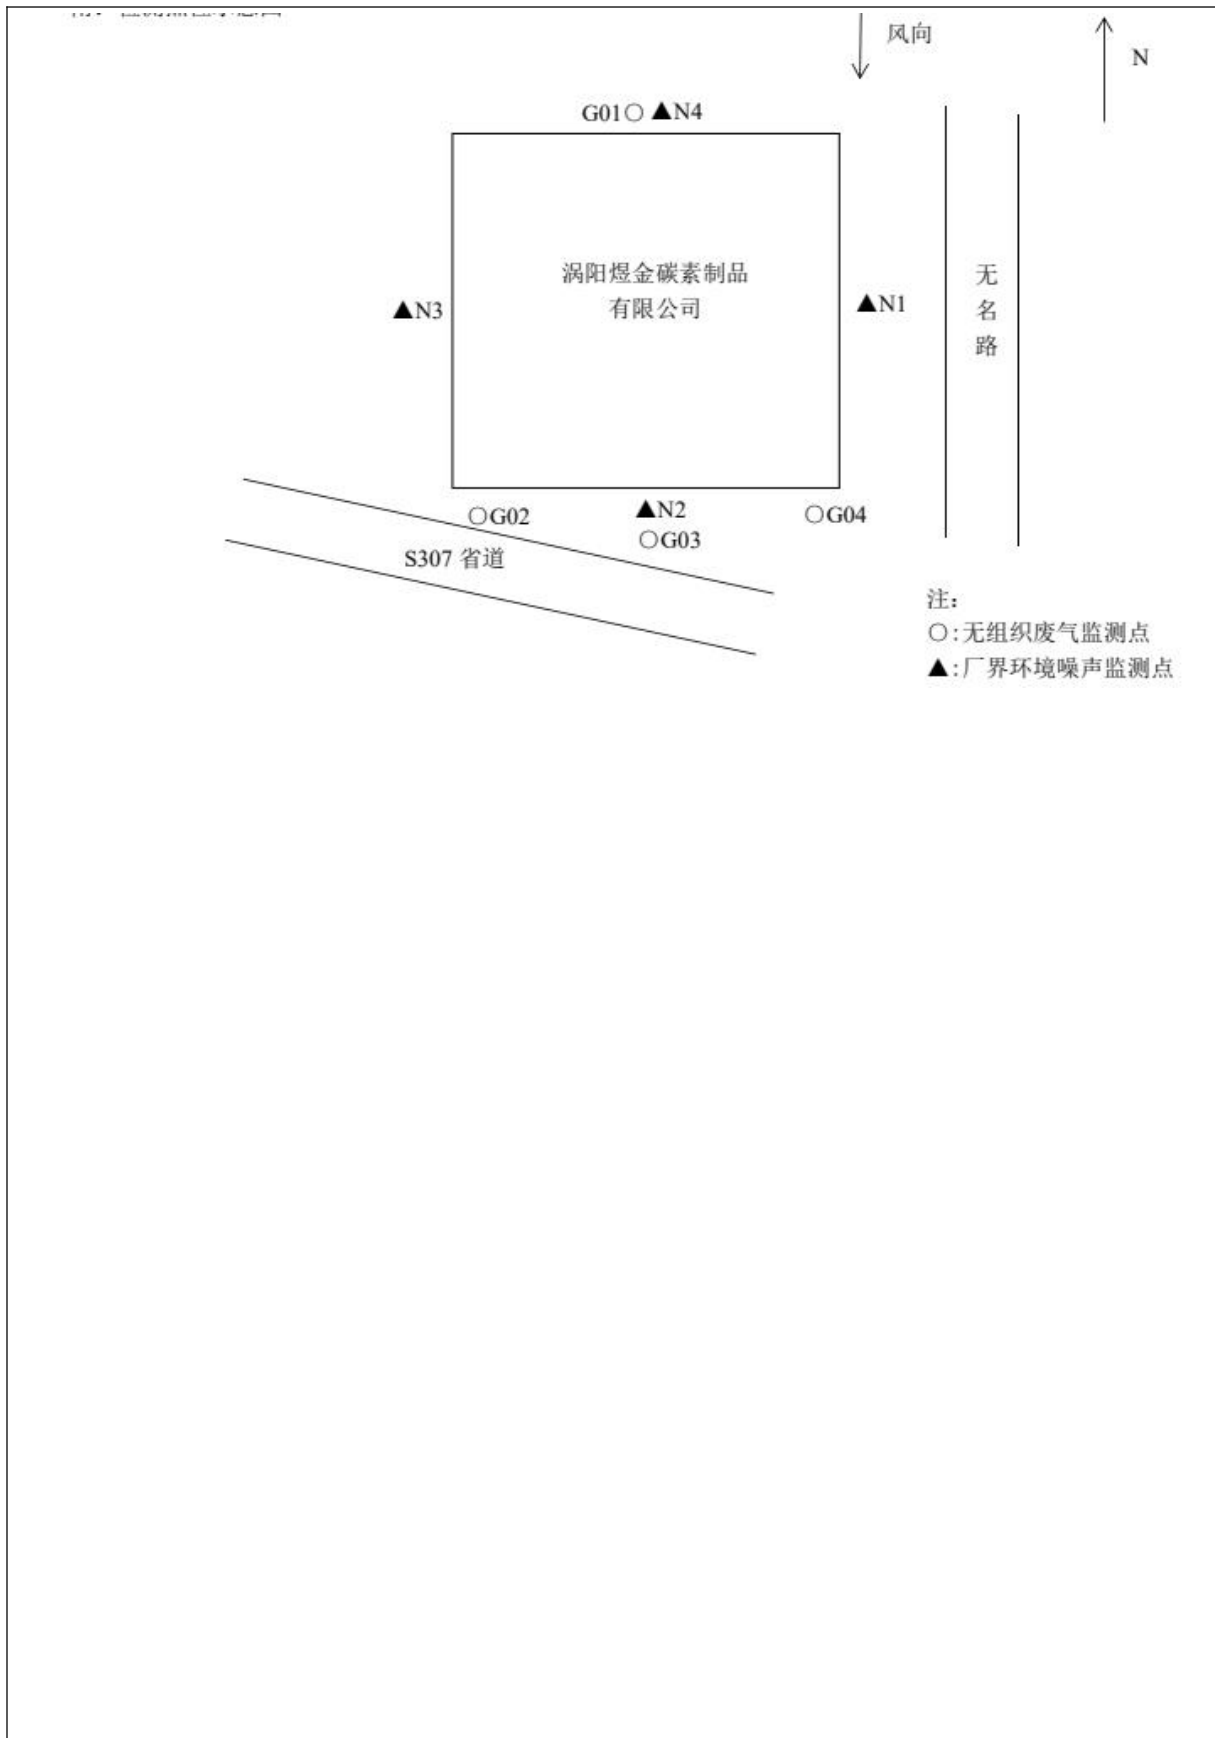 风向
N
G01○ ▲N4
涡阳煜金碳素制品
有限公司
▲N3
▲N1
无名路
○G02
▲N2
○G04
○G03
S307 省道
注：
○:无组织废气监测点
▲:厂界环境噪声监测点